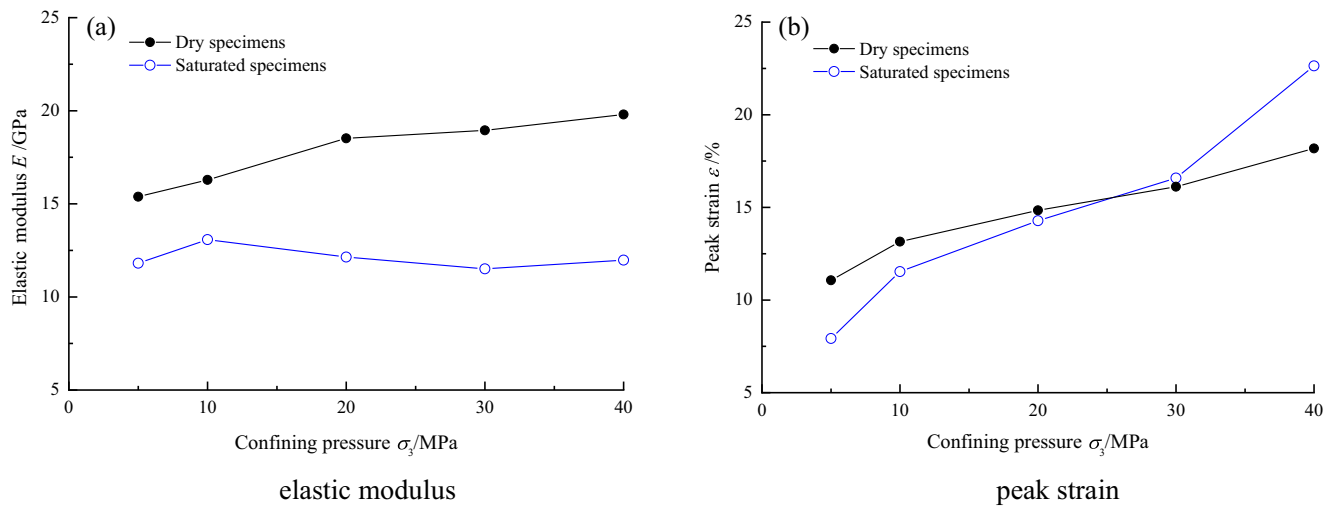 (a)
Dry specimens
Saturated specimens
Elastic modulus E /GPa
25
20
15
10
5
0
10
20
30
40
Confining pressure σ₃/MPa
elastic modulus
(b)
Dry specimens
Saturated specimens
Peak strain ε /%
25
20
15
10
5
0
10
20
30
40
Confining pressure σ₃/MPa
peak strain